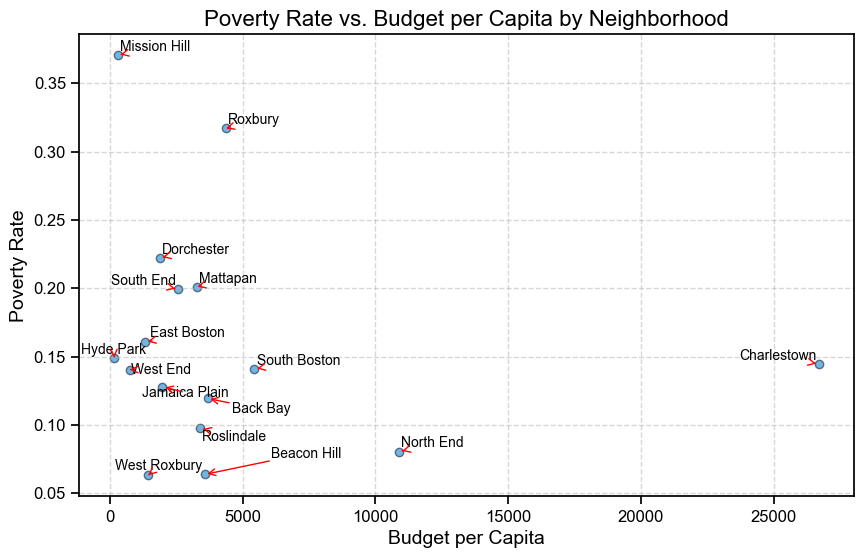 Poverty Rate vs. Budget per Capita by Neighborhood
Poverty Rate
0.35
0.30
0.25
0.20
0.15
0.10
0.05
Mission Hill
Roxbury
Dorchester
South End
Mattapan
East Boston
Hyde Park
West End
South Boston
Charlestown
Jamaica Plain
Back Bay
Roslindale
North End
Beacon Hill
West Roxbury
0
5000
10000
15000
20000
25000
Budget per Capita